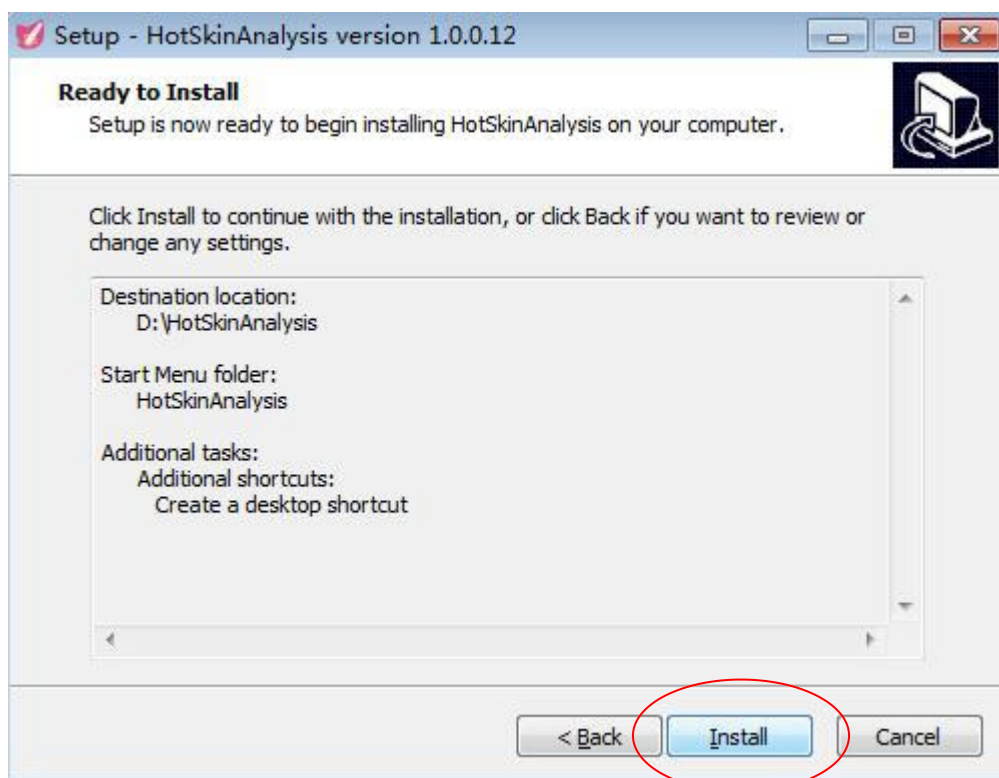 Setup - HotSkinAnalysis version 1.0.0.12
Ready to Install
Setup is now ready to begin installing HotSkinAnalysis on your computer.
Click Install to continue with the installation, or click Back if you want to review or
change any settings.
Destination location:
D:\HotSkinAnalysis
Start Menu folder:
HotSkinAnalysis
Additional tasks:
Additional shortcuts:
Create a desktop shortcut
< Back
Install
Cancel